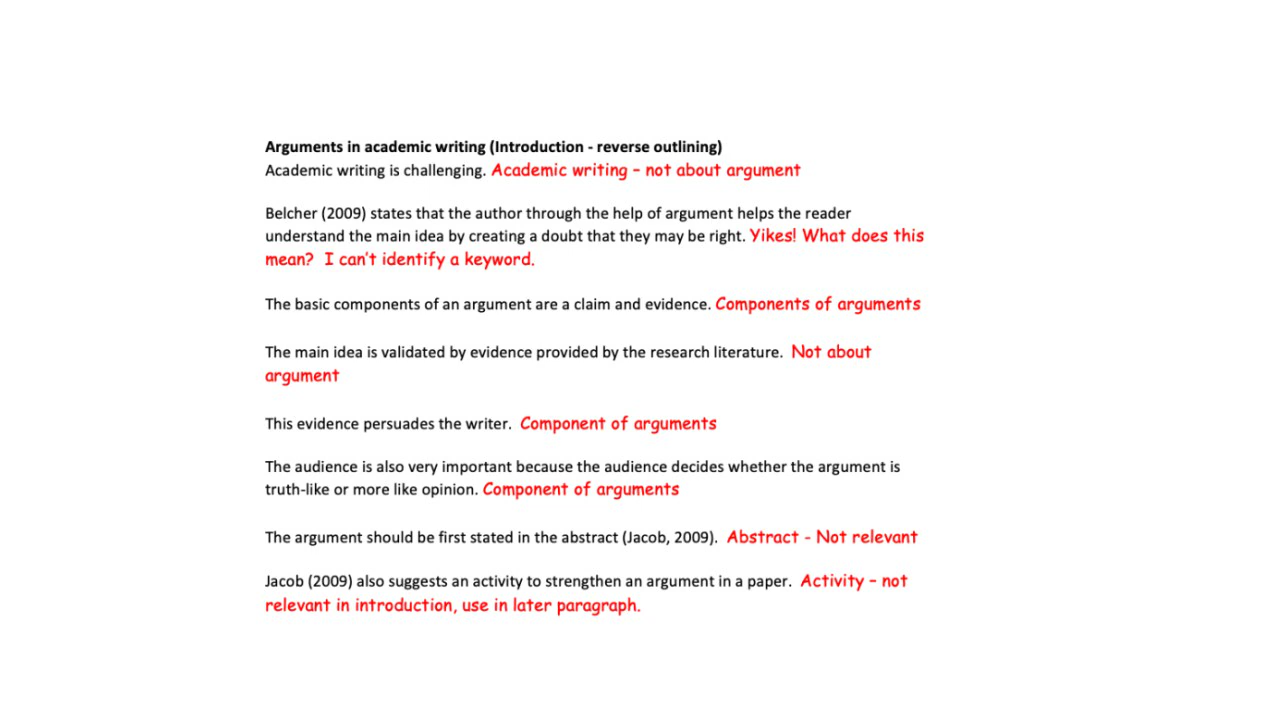 Arguments in academic writing (Introduction - reverse outlining)
Academic writing is challenging. Academic writing – not about argument
Belcher (2009) states that the author through the help of argument helps the reader
understand the main idea by creating a doubt that they may be right. Yikes! What does this
mean? I can't identify a keyword.
The basic components of an argument are a claim and evidence. Components of arguments
The main idea is validated by evidence provided by the research literature. Not about
argument
This evidence persuades the writer. Component of arguments
The audience is also very important because the audience decides whether the argument is
truth-like or more like opinion. Component of arguments
The argument should be first stated in the abstract (Jacob, 2009). Abstract - Not relevant
Jacob (2009) also suggests an activity to strengthen an argument in a paper. Activity – not
relevant in introduction, use in later paragraph.